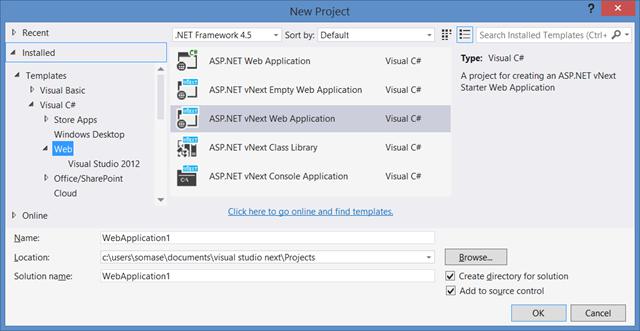 New Project
Recent
.NET Framework 4.5
Sort by: Default
Search Installed Templates (Ctrl+
Installed
Templates
Visual Basic
Visual C#
Store Apps
Windows Desktop
Web
Visual Studio 2012
Office/SharePoint
Cloud
Online
ASP.NET Web Application Visual C#
ASP.NET vNext Empty Web Application Visual C#
ASP.NET vNext Web Application Visual C#
ASP.NET vNext Class Library Visual C#
ASP.NET vNext Console Application Visual C#
Click here to go online and find templates.
Type: Visual C#
A project for creating an ASP.NET vNext
Starter Web Application
Name: WebApplication1
Location: c:\users\somase\documents\visual studio next\Projects
Browse...
Solution name: WebApplication1
Create directory for solution
Add to source control
OK Cancel